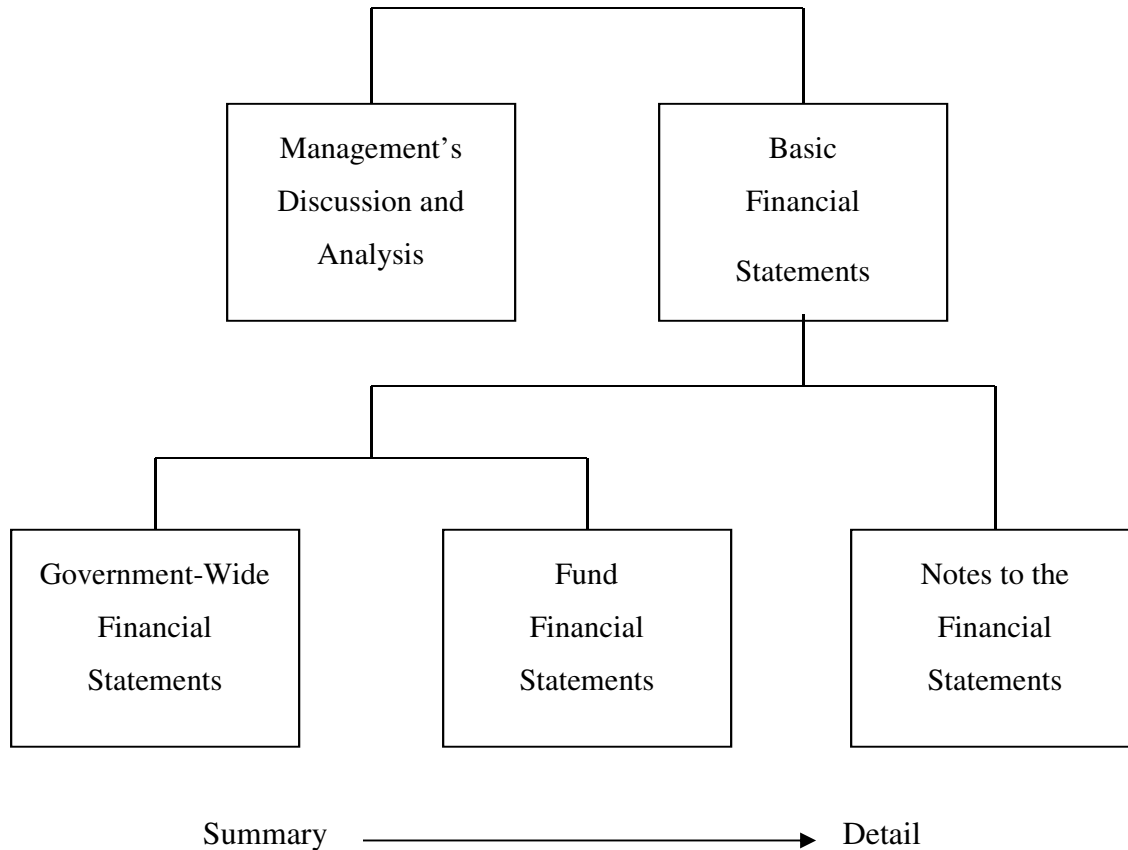 Management’s
Discussion and
Analysis
Basic
Financial
Statements
Government-Wide
Financial
Statements
Fund
Financial
Statements
Notes to the
Financial
Statements
Summary
Detail